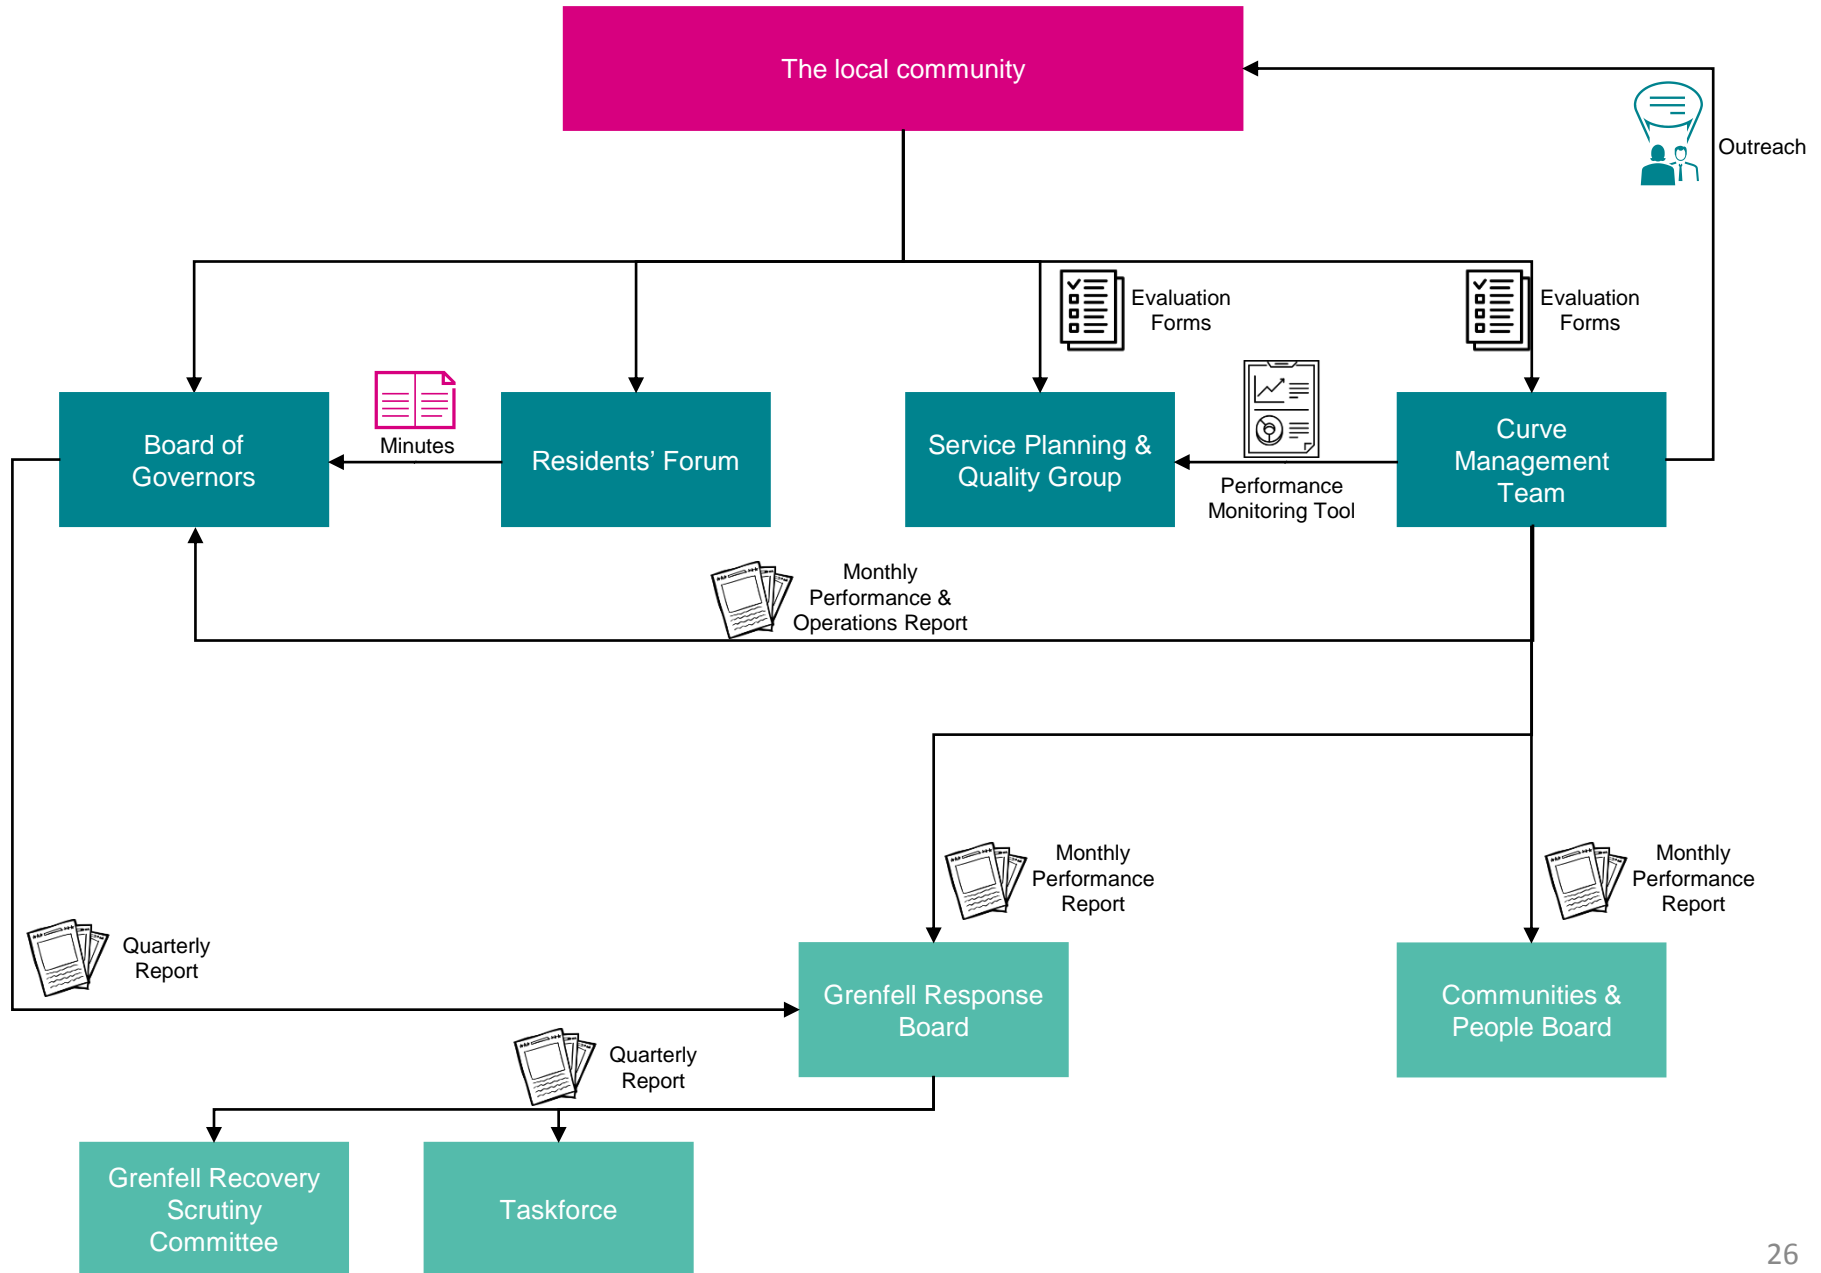 The local community
Outreach
Evaluation
Forms
Evaluation
Forms
Board of
Governors
Minutes
Residents’ Forum
Service Planning &
Quality Group
Performance
Monitoring Tool
Curve
Management
Team
Monthly
Performance &
Operations Report
Monthly
Performance
Report
Monthly
Performance
Report
Quarterly
Report
Grenfell Response
Board
Communities &
People Board
Quarterly
Report
Grenfell Recovery
Scrutiny
Committee
Taskforce
26